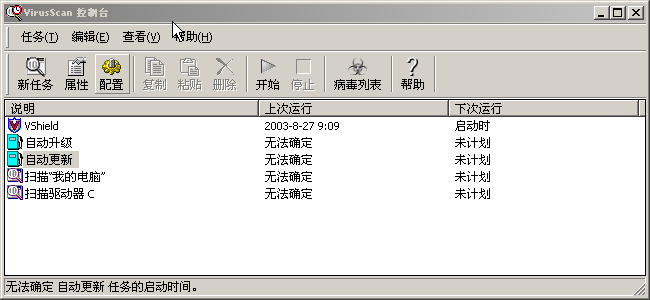 VirusScan 控制台
任务(T) 编辑(E) 查看(V) 帮助(H)
新任务 属性 配置 复制 粘贴 删除 开始 停止 病毒列表 帮助
说明 上次运行 下次运行
VShield 2003-8-27 9:09 启动时
自动升级 无法确定 未计划
自动更新 无法确定 未计划
扫描“我的电脑” 无法确定 未计划
扫描驱动器 C 无法确定 未计划
无法确定 自动更新 任务的启动时间。